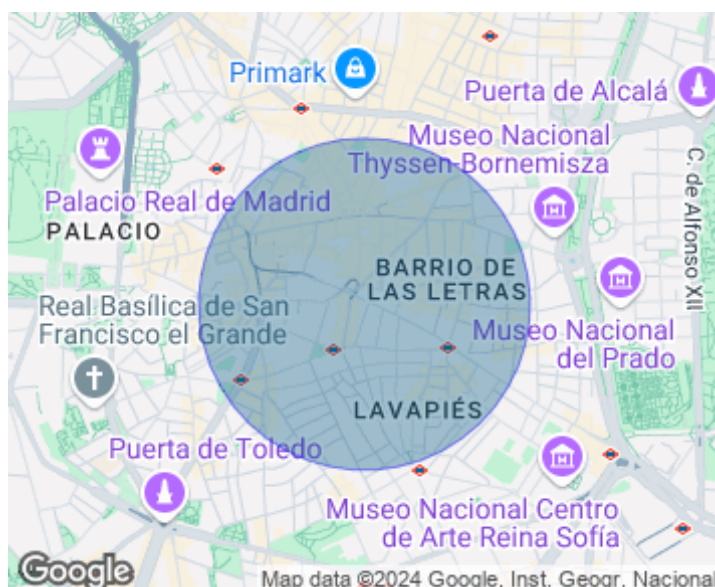 Primark
Puerta de Alcalá
Museo Nacional
Thyssen-Bornemisza
Palacio Real de Madrid
PALACIO
C. de Alfonso XII
BARRIO DE
LAS LETRAS
Real Basílica de San
Francisco el Grande
Museo Nacional
del Prado
LAVAPIÉS
Puerta de Toledo
Museo Nacional Centro
de Arte Reina Sofía
Google
Map data ©2024 Google, Inst. Geogr. Nacional